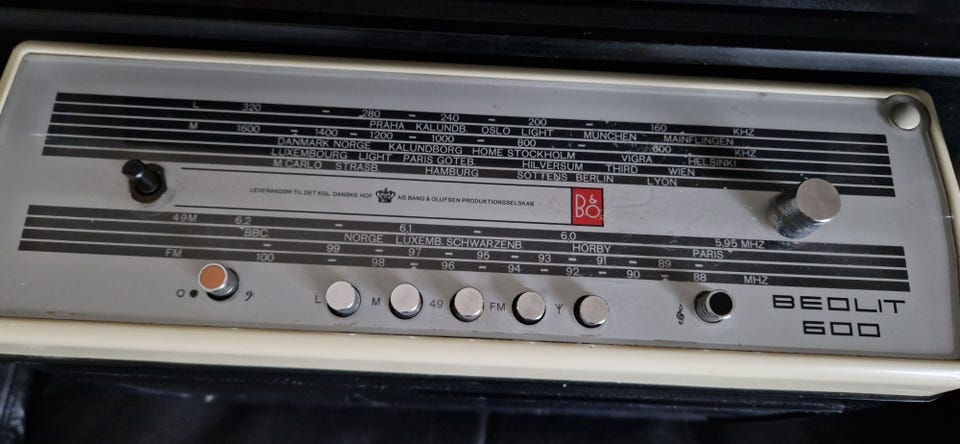 L 320 - 280 - 240 - 200 - 160 KHZ
PRAHA KALUNDB. OSLO LIGHT MÜNCHEN MAINFLINGEN
M 1600 - 1400 - 1200 - 1000 - 800 - 600 KHZ
DANMARK NORGE KALUNDBORG HOME STOCKHOLM VIGRA HELSINKI
LUXEMBOURG LIGHT PARIS GÖTEB. HILVERSUM THIRD WIEN
M.CARLO STRASB. HAMBURG SOTTENS BERLIN LYON
LEVERANDØR TIL DET KGL. DANSKE HOF A/S BANG & OLUFSEN PRODUKTIONSSELSKAB
B&O
49M 6,2 6,1 6,0 5,95 MHZ
BBC. NORGE LUXEMB. SCHWARZENB. HÖRBY PARIS
99 - 97 - 95 - 93 - 91 - 89 -
FM 100 - 98 - 96 - 94 - 92 - 90 - 88 MHZ
L M 49 FM
BEOLIT
600